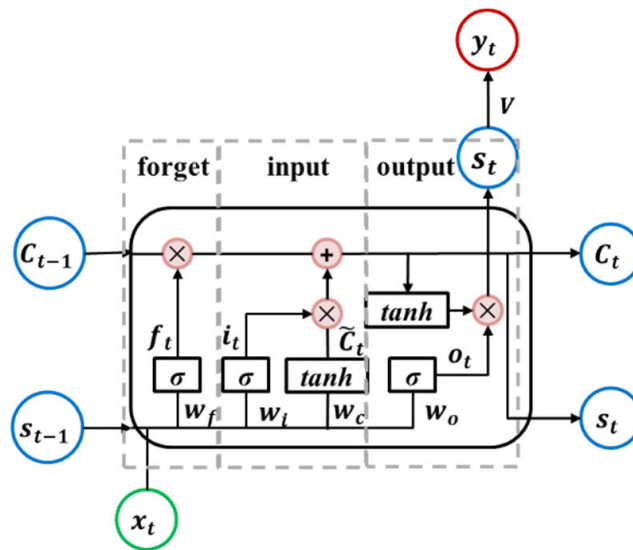 y_t
V
s_t
forget input output
C_{t-1} × + C_t
tanh ×
f_t i_t × C̃_t o_t
σ σ tanh σ
s_{t-1} w_f w_i w_c w_o s_t
x_t